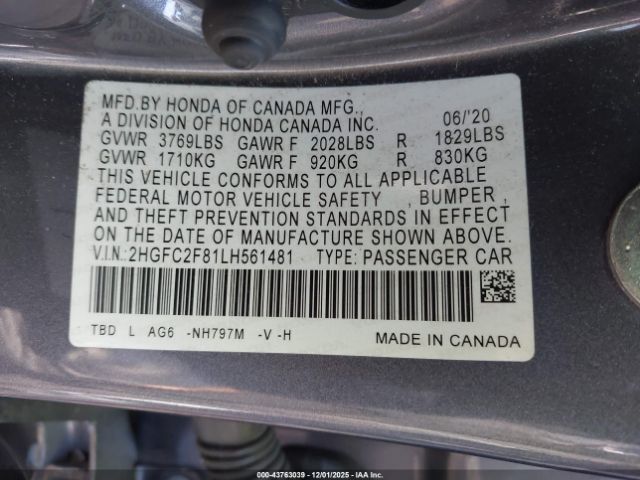 MFD.BY HONDA OF CANADA MFG.,
A DIVISION OF HONDA CANADA INC. 06/'20
GVWR 3769LBS GAWR F 2028LBS R 1829LBS
GVWR 1710KG GAWR F 920KG R 830KG
THIS VEHICLE CONFORMS TO ALL APPLICABLE
FEDERAL MOTOR VEHICLE SAFETY , BUMPER ,
AND THEFT PREVENTION STANDARDS IN EFFECT
ON THE DATE OF MANUFACTURE SHOWN ABOVE.
V.I.N.: 2HGFC2F81LH561481 TYPE: PASSENGER CAR
TBD L AG6 -NH797M -V -H MADE IN CANADA
000-43763039 - 12/01/2025 - IAA Inc.